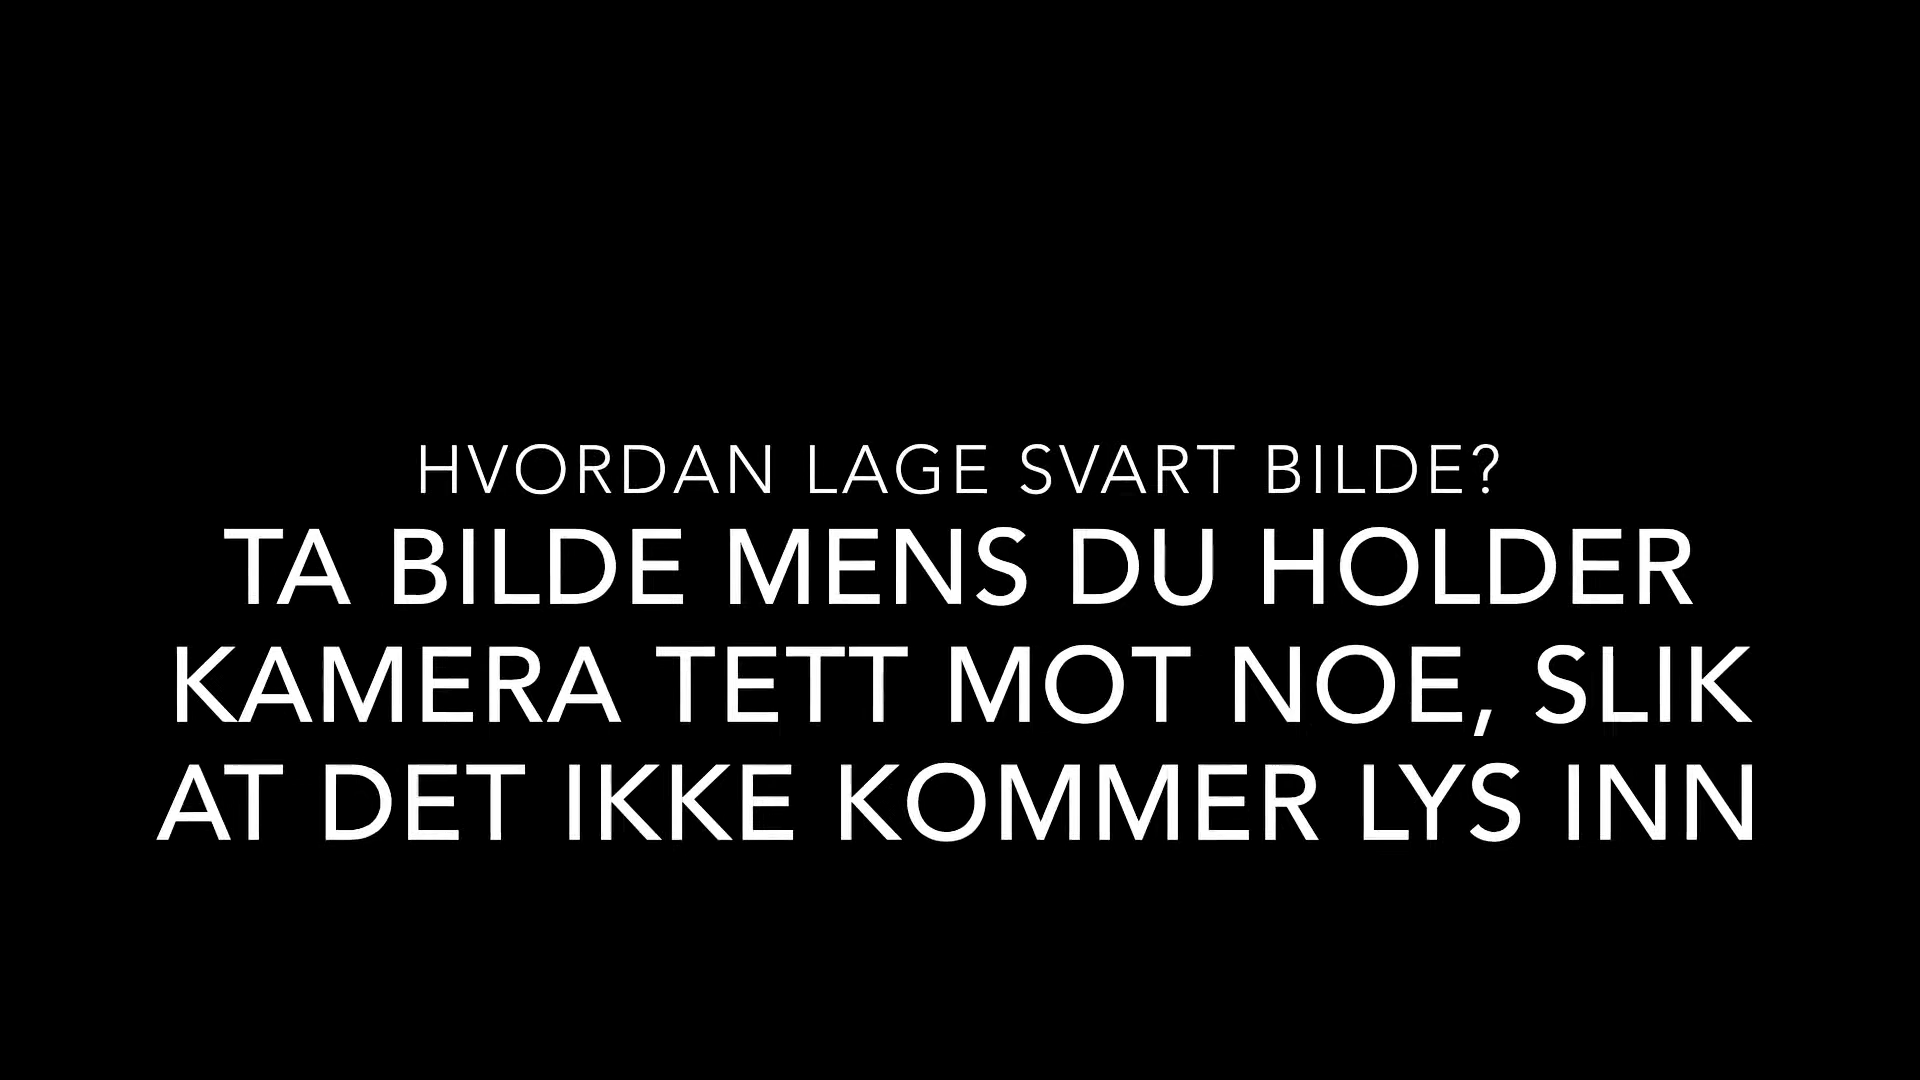 HVORDAN LAGE SVART BILDE?
TA BILDE MENS DU HOLDER
KAMERA TETT MOT NOE, SLIK
AT DET IKKE KOMMER LYS INN